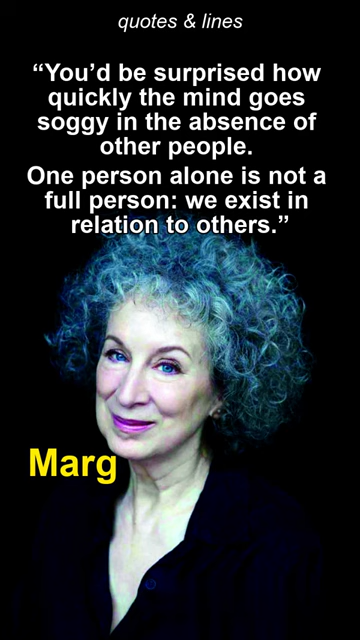 quotes & lines
“You’d be surprised how
quickly the mind goes
soggy in the absence of
other people.
One person alone is not a
full person: we exist in
relation to others.”
Marg